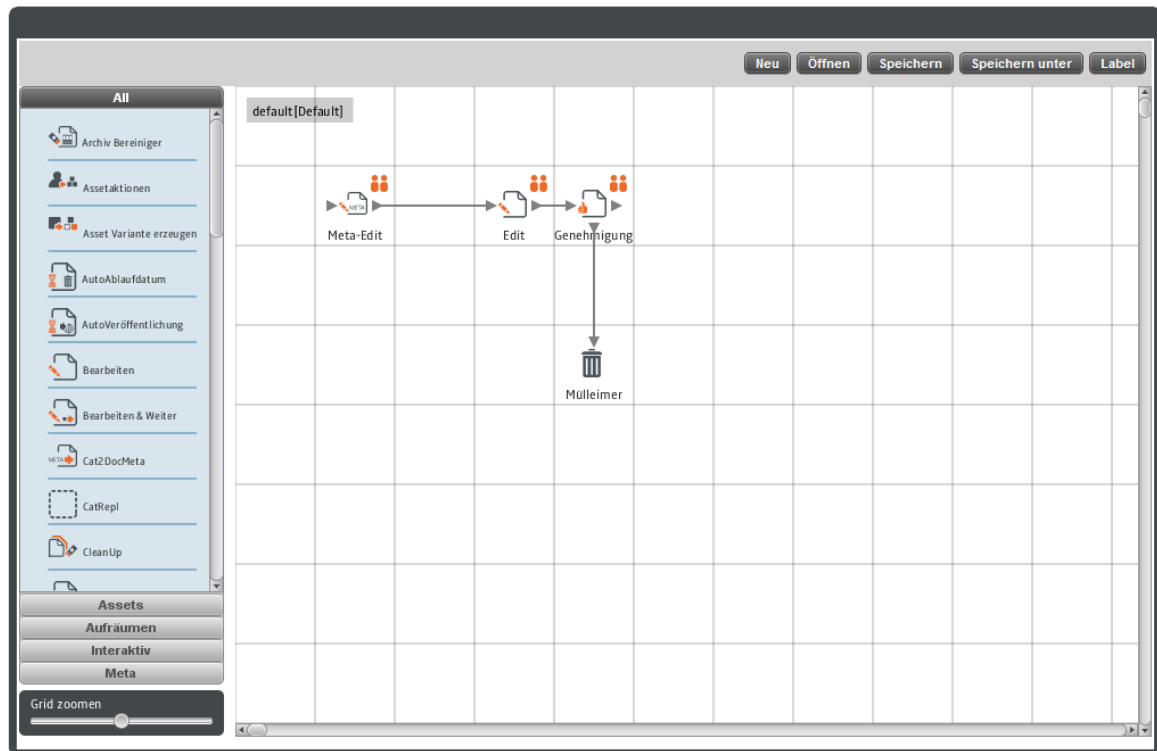 Neu Öffnen Speichern Speichern unter Label
All
Archiv Bereiniger
Assetaktionen
Asset Variante erzeugen
AutoAblaufdatum
AutoVeröffentlichung
Bearbeiten
Bearbeiten & Weiter
META Cat2DocMeta
CatRepl
CleanUp
Assets
Aufräumen
Interaktiv
Meta
Grid zoomen
default[Default]
META
Meta-Edit Edit Genehmigung
Mülleimer